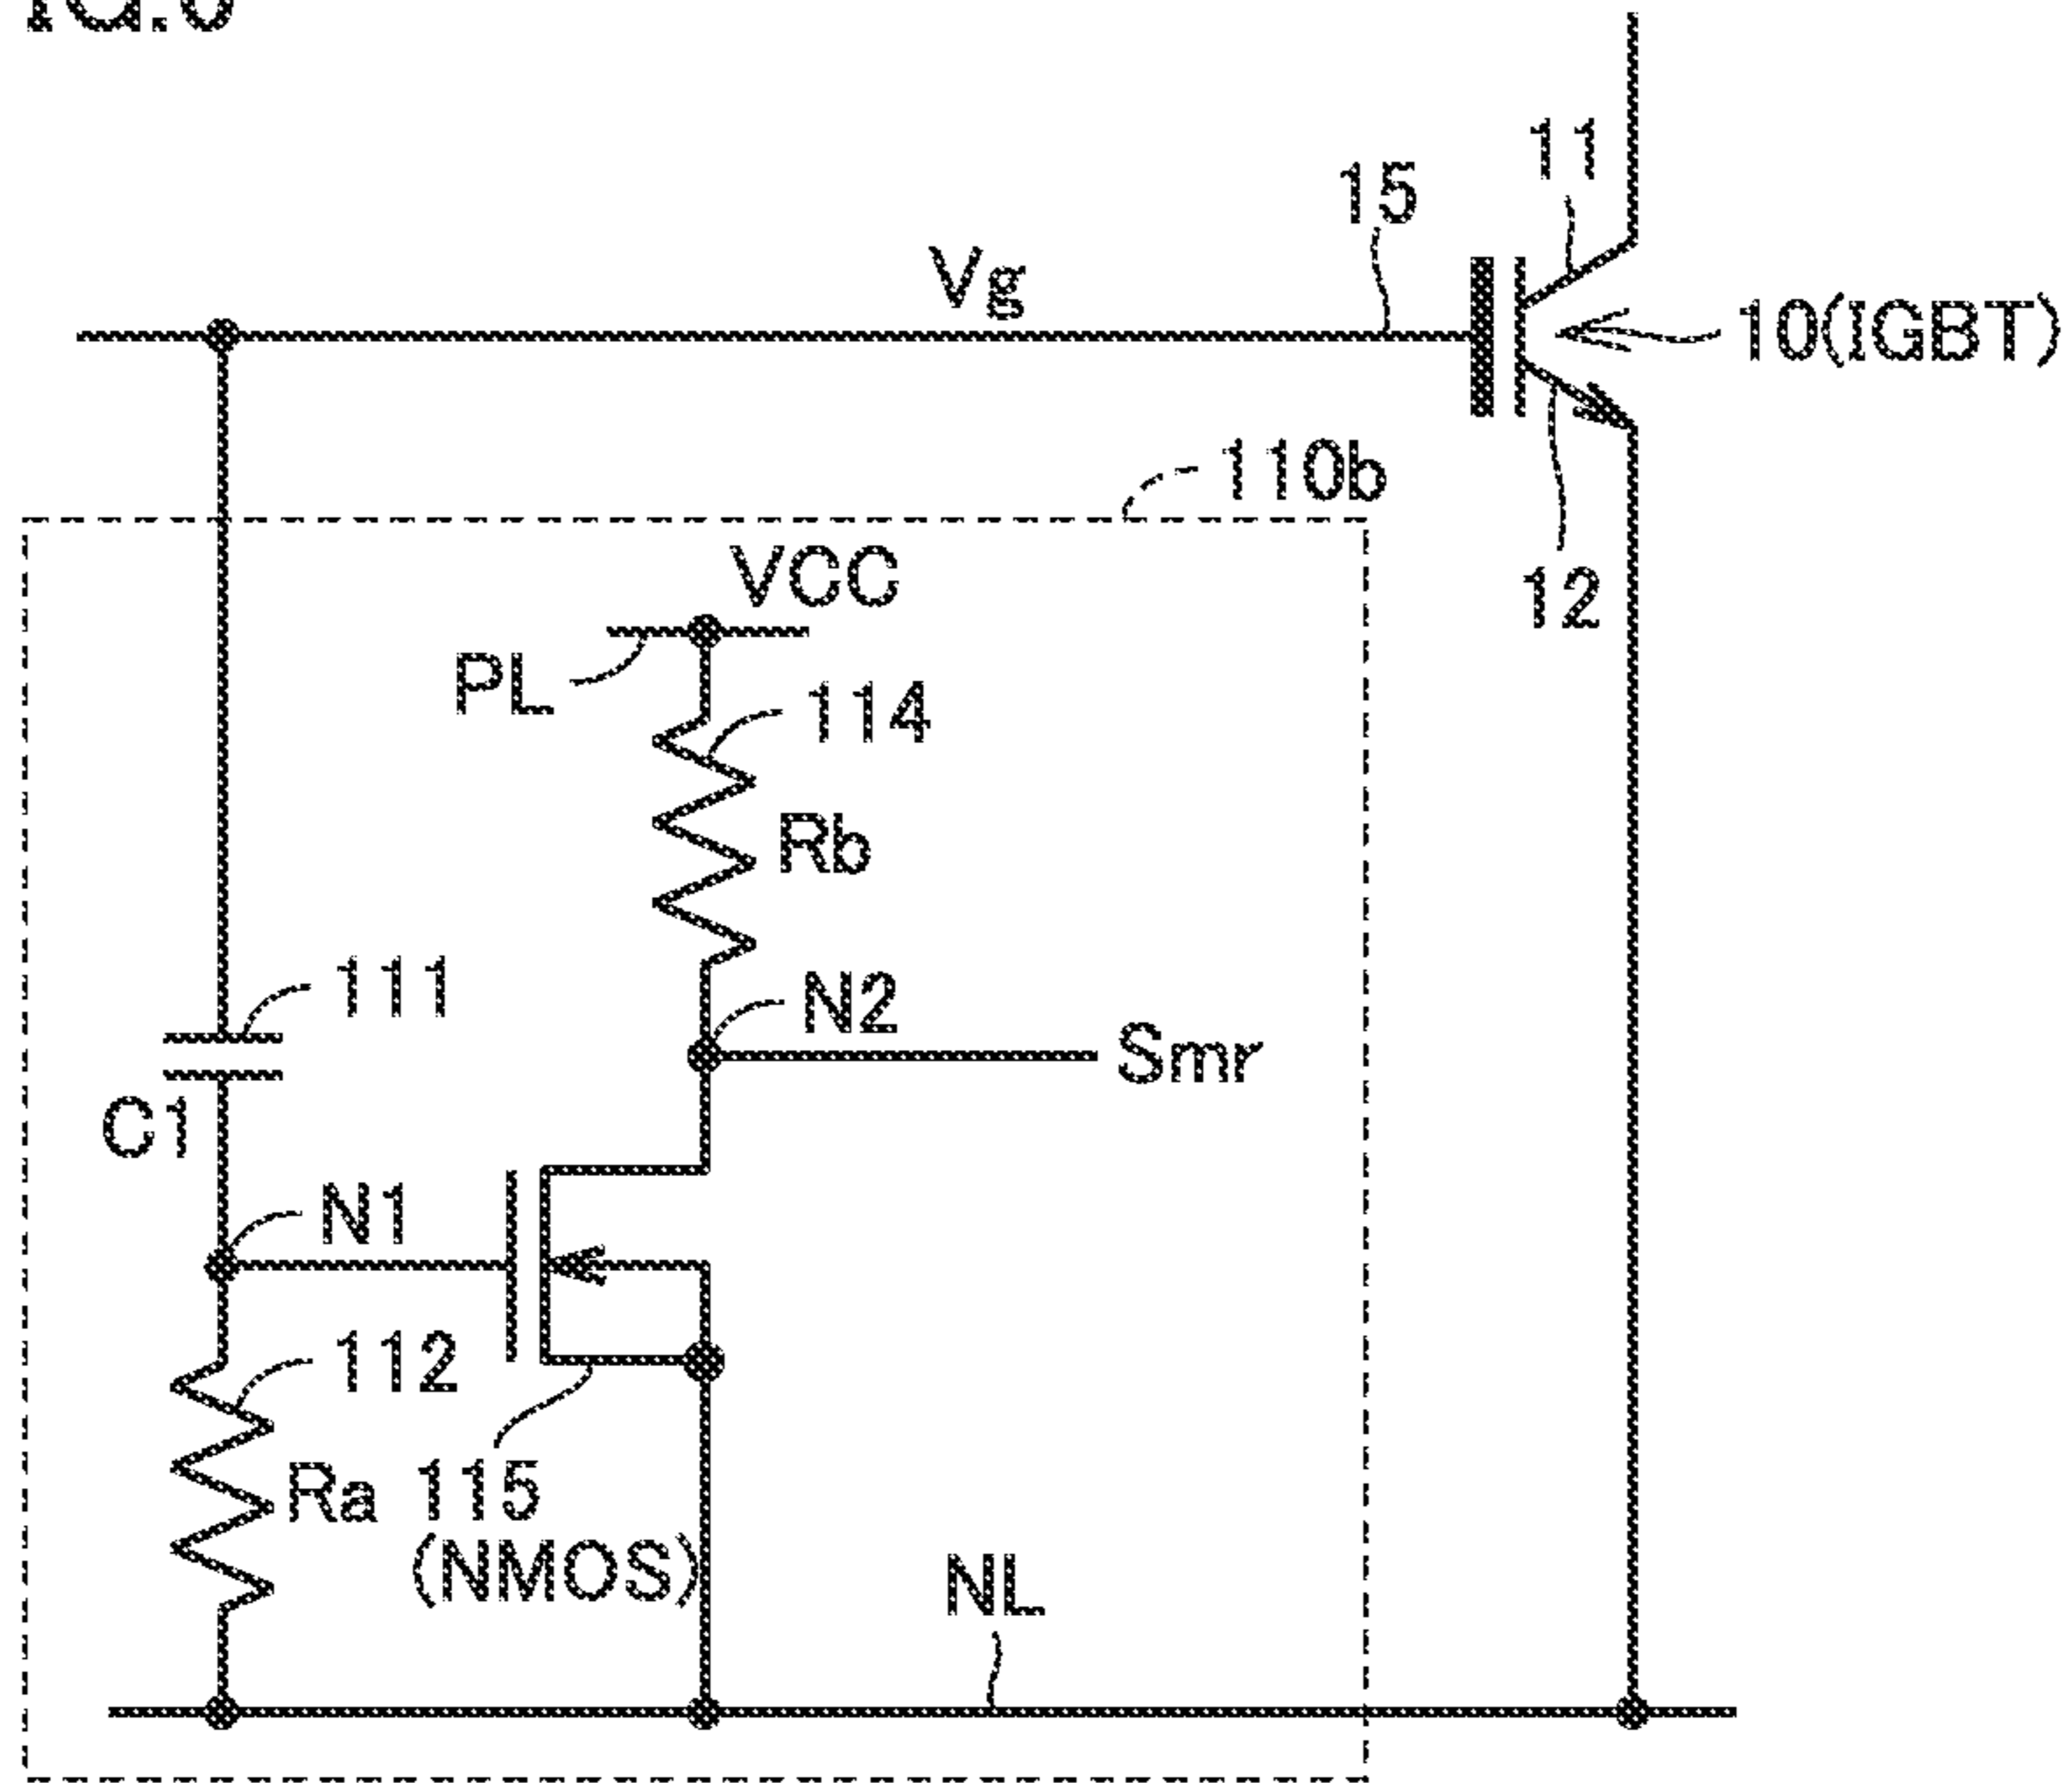 11
15
Vg
10(IGBT)
110b
VCC
12
PL
114
Rb
111
N2
Smr
C1
N1
112
Ra
115
(NMOS)
NL